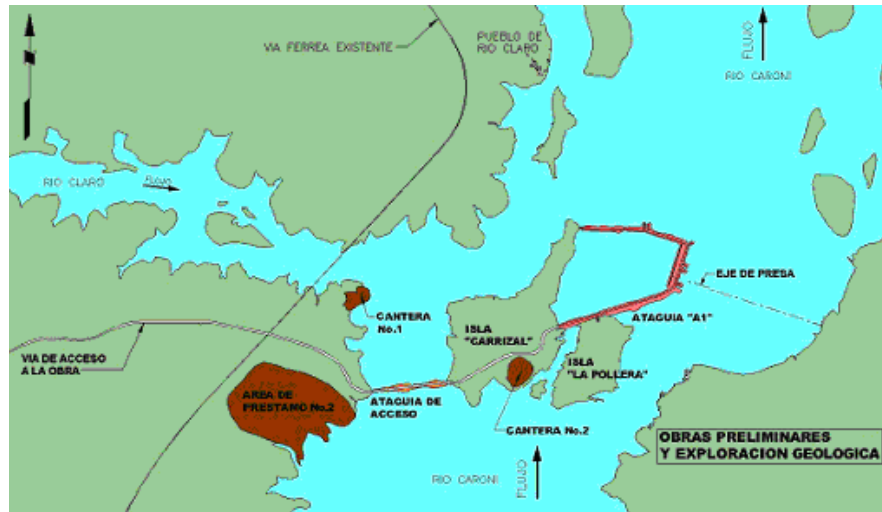 VIA FERREA EXISTENTE
PUEBLO DE
RIO CLARO
FLUJO
RIO CARONI
RIO CLARO
FLUJO
EJE DE PRESA
CANTERA
No.1
ISLA
"CARRIZAL"
ATAGUIA "A1"
VIA DE ACCESO
A LA OBRA
ISLA
"LA POLLERA"
AREA DE
PRESTAMO No.2
ATAGUIA DE
ACCESO
CANTERA No.2
OBRAS PRELIMINARES
Y EXPLORACION GEOLOGICA
RIO CARONI
FLUJO